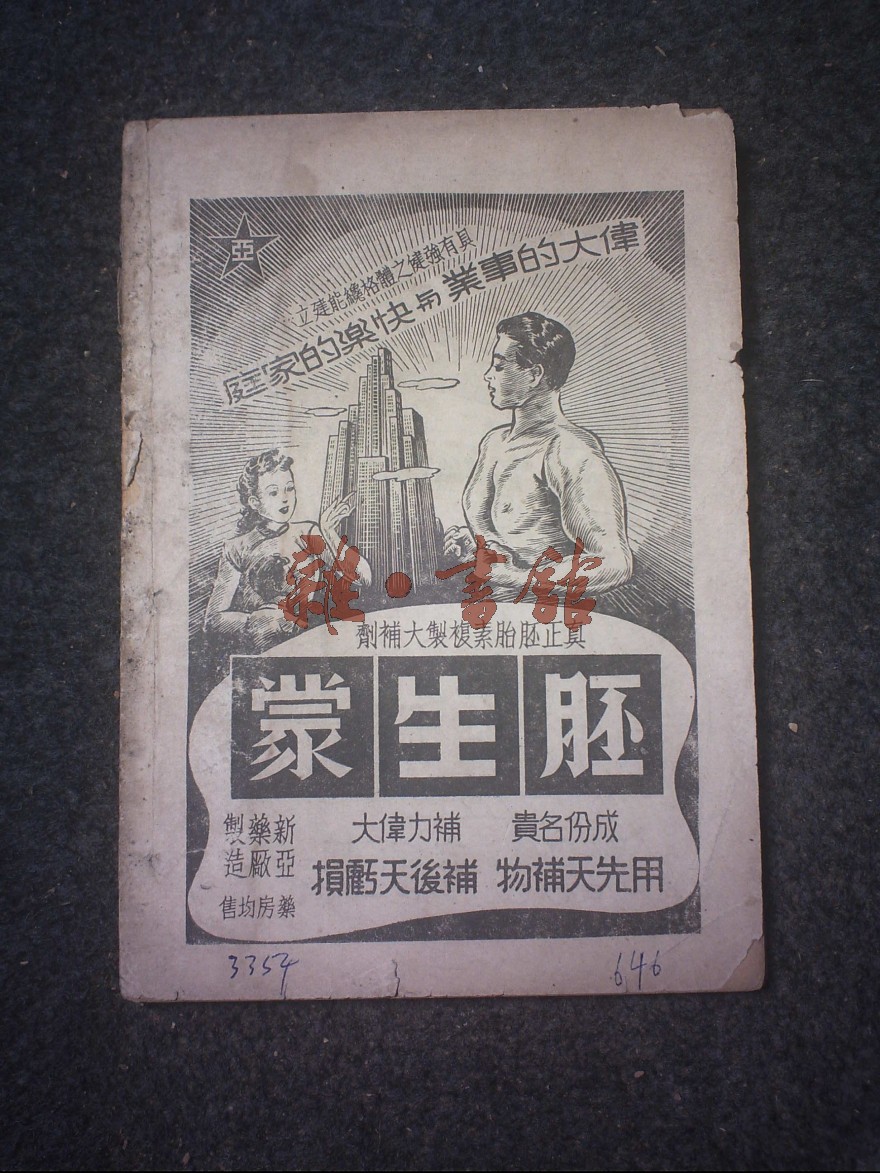 亞
具有強健之體格纔能建立
偉大的事業與快樂的家庭
雜·書館
真正胚胎素複製大補劑
胚生蒙
成份名貴 補力偉大
用先天補物 補後天虧損
新亞藥廠製造
藥房均售
3354
646